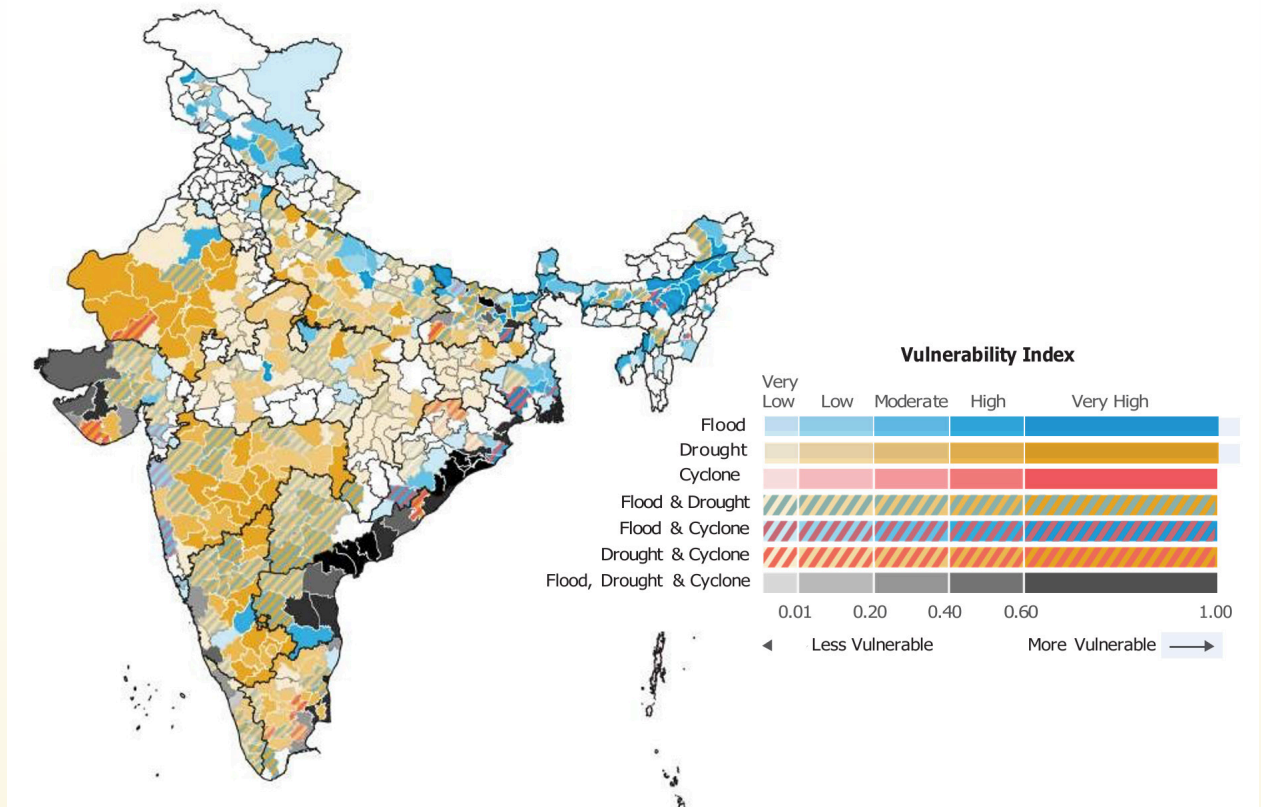 Vulnerability Index
Very
Low Low Moderate High Very High
Flood
Drought
Cyclone
Flood & Drought
Flood & Cyclone
Drought & Cyclone
Flood, Drought & Cyclone
0.01 0.20 0.40 0.60 1.00
Less Vulnerable More Vulnerable